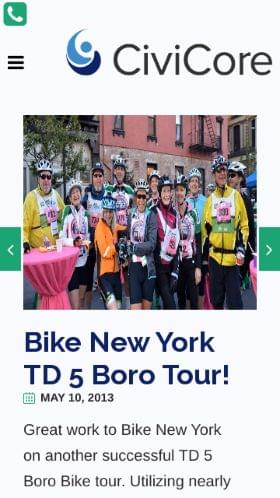 CiviCore
Bike New York
TD 5 Boro Tour!
MAY 10, 2013
Great work to Bike New York
on another successful TD 5
Boro Bike tour. Utilizing nearly